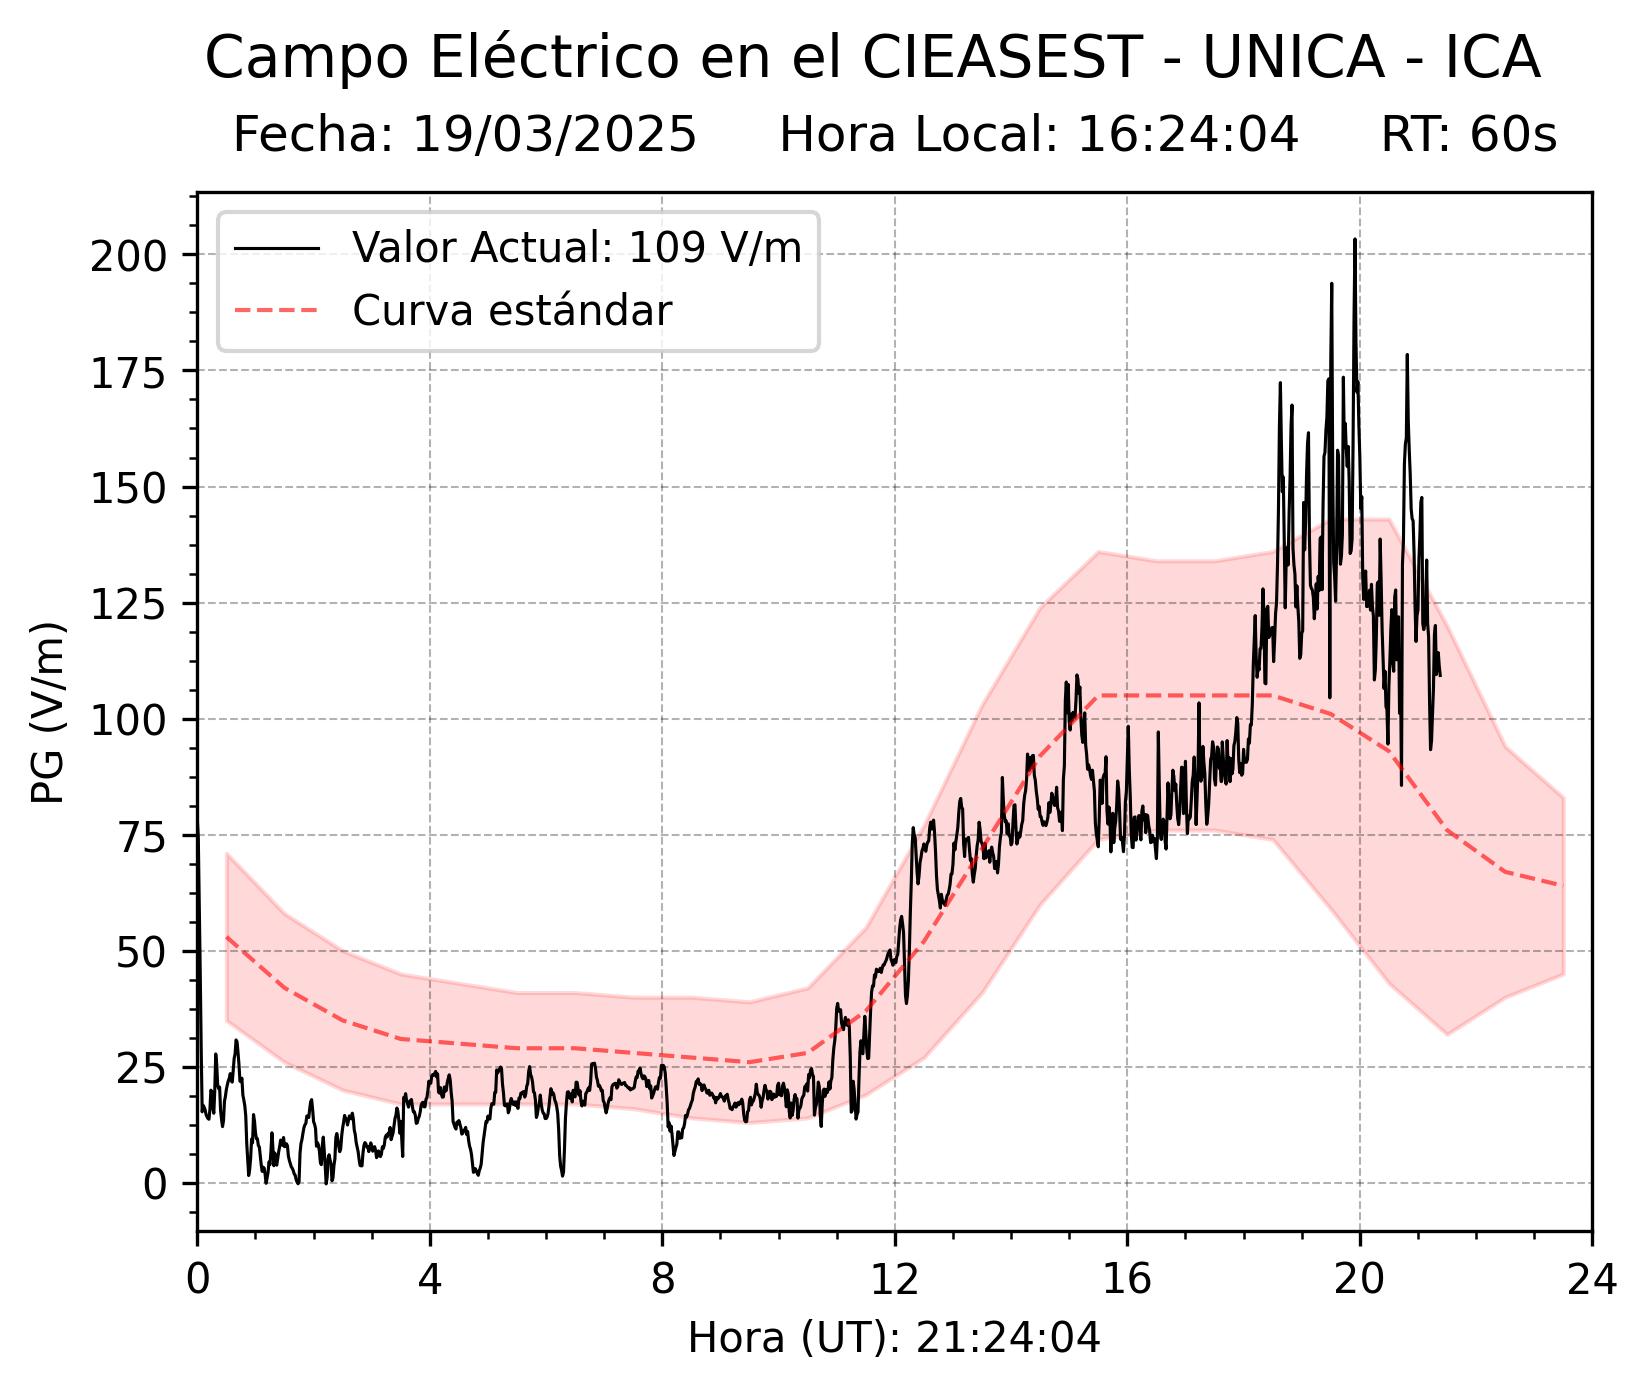 Campo Eléctrico en el CIEASEST - UNICA - ICA
Fecha: 19/03/2025 Hora Local: 16:24:04 RT: 60s
Valor Actual: 109 V/m
Curva estándar
PG (V/m)
200
175
150
125
100
75
50
25
0
0 4 8 12 16 20 24
Hora (UT): 21:24:04